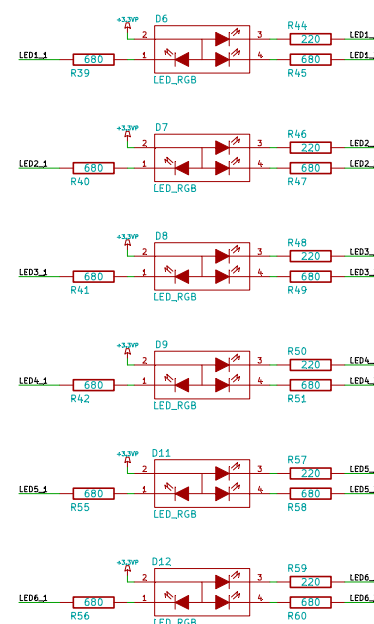 +3,3VP D6 R44
2 3 220 LED1_
LED1_1 680 1 4 680 LED1_
R39 LED_RGB R45
+3,3VP D7 R46
2 3 220 LED2_
LED2_1 680 1 4 680 LED2_
R40 LED_RGB R47
+3,3VP D8 R48
2 3 220 LED3_
LED3_1 680 1 4 680 LED3_
R41 LED_RGB R49
+3,3VP D9 R50
2 3 220 LED4_
LED4_1 680 1 4 680 LED4_
R42 LED_RGB R51
+3,3VP D11 R57
2 3 220 LED5_
LED5_1 680 1 4 680 LED5_
R55 LED_RGB R58
+3,3VP D12 R59
2 3 220 LED6_
LED6_1 680 1 4 680 LED6_
R56 LED_RGB R60